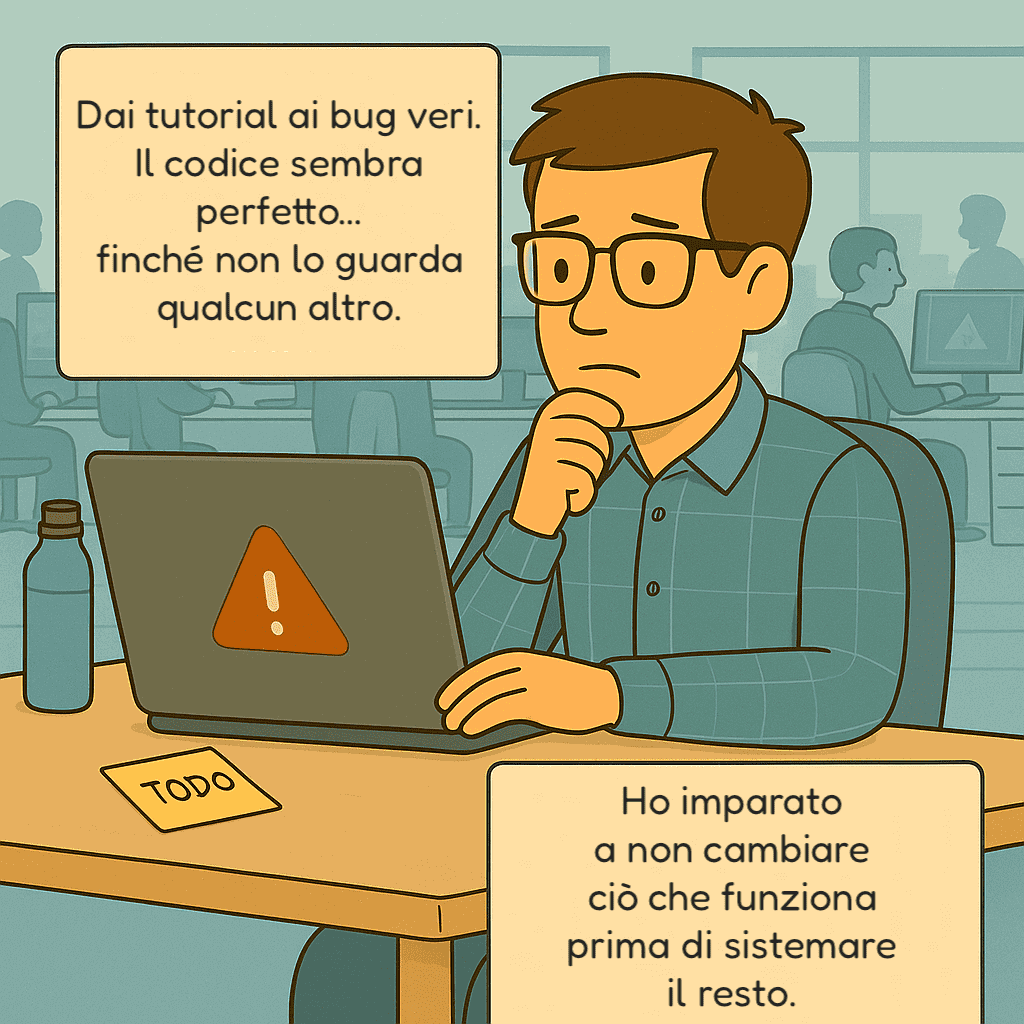 Dai tutorial ai bug veri.
Il codice sembra
perfetto...
finché non lo guarda
qualcun altro.
!
TODO
Ho imparato
a non cambiare
ciò che funziona
prima di sistemare
il resto.